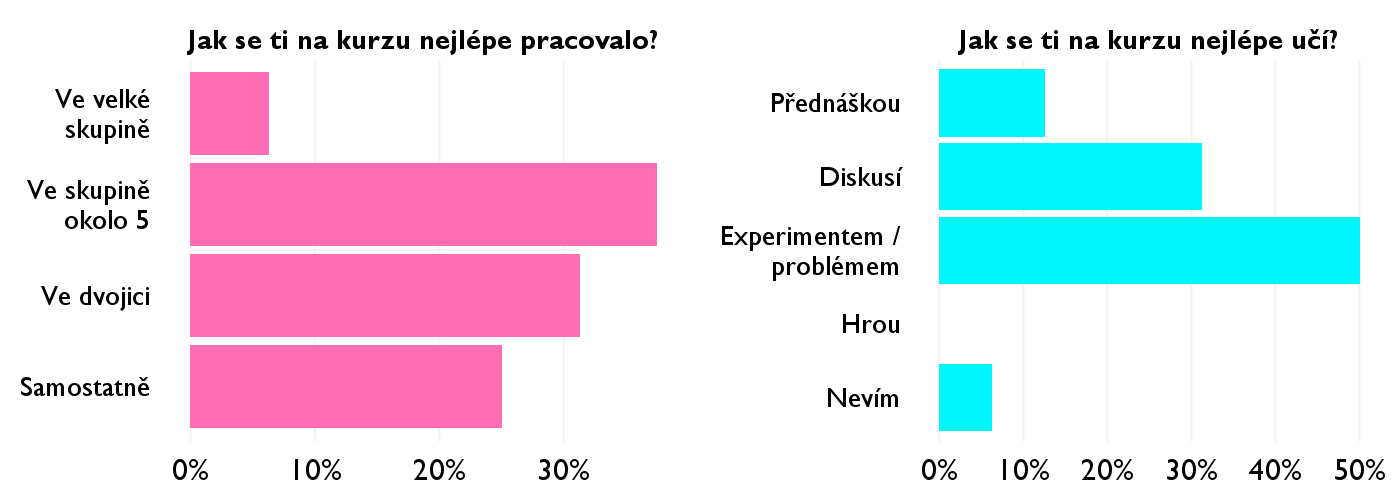 Jak se ti na kurzu nejlépe pracovalo?
Ve velké
skupině
Ve skupině
okolo 5
Ve dvojici
Samostatně
0% 10% 20% 30%
Jak se ti na kurzu nejlépe učí?
Přednáškou
Diskusí
Experimentem /
problémem
Hrou
Nevím
0% 10% 20% 30% 40% 50%